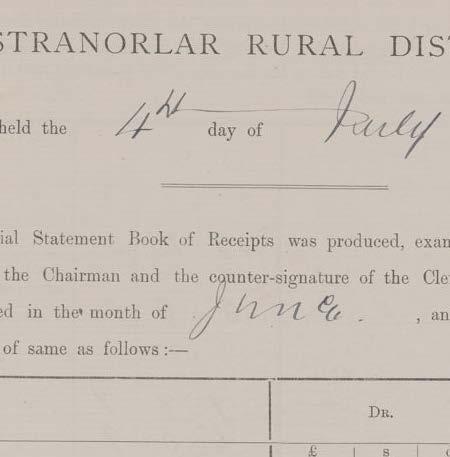 STRANORLAR RURAL DIS
held the 4th day of July
ial Statement Book of Receipts was produced, exam
the Chairman and the counter-signature of the Cle
ed in the month of June. , an
of same as follows :—
DR.
£ s